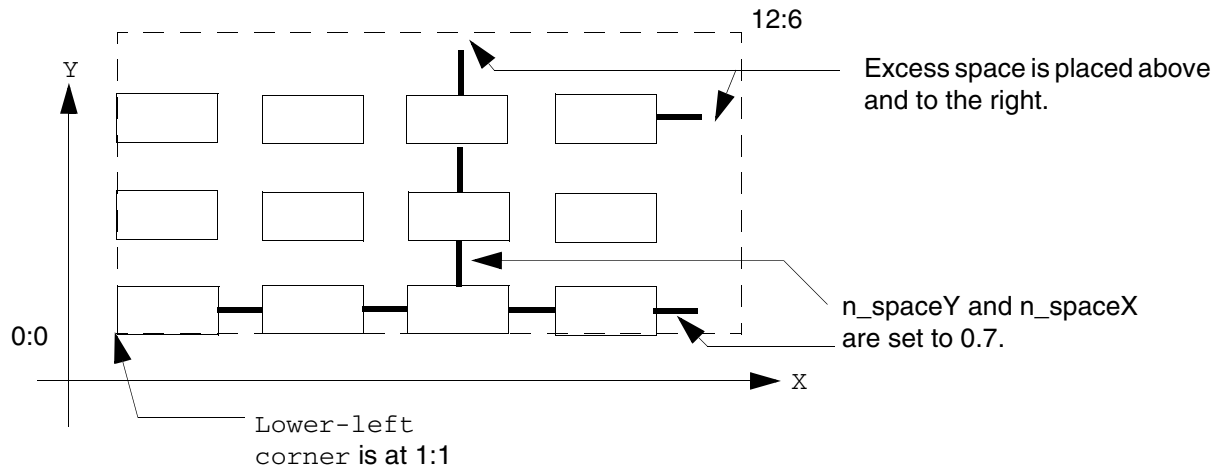 12:6
Y
Excess space is placed above
and to the right.
n_spaceY and n_spaceX
are set to 0.7.
0:0
X
Lower-left
corner is at 1:1